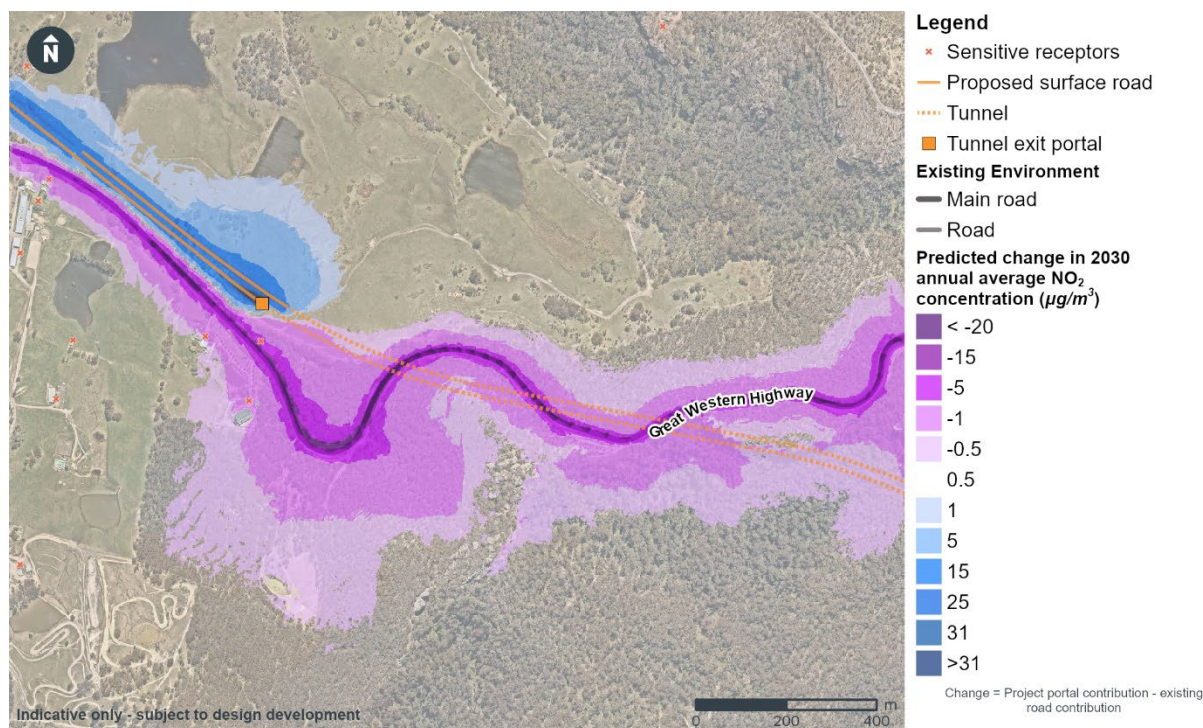 N
Great Western Highway
Indicative only - subject to design development
m
0 200 400
Legend
Sensitive receptors
Proposed surface road
Tunnel
Tunnel exit portal
Existing Environment
Main road
Road
Predicted change in 2030
annual average NO₂
concentration (µg/m³)
< -20
-15
-5
-1
-0.5
0.5
1
5
15
25
31
>31
Change = Project portal contribution - existing
road contribution